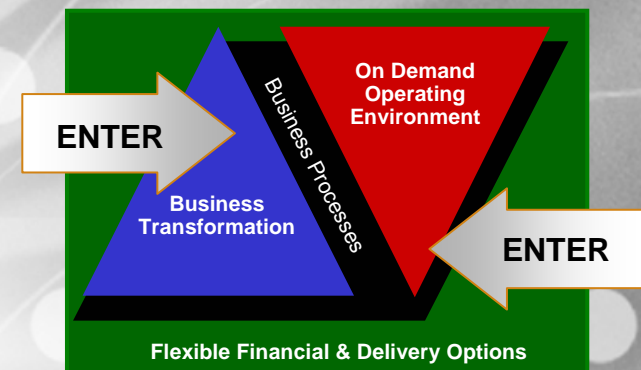 ENTER
Business
Transformation
Business Processes
On Demand
Operating
Environment
ENTER
Flexible Financial & Delivery Options